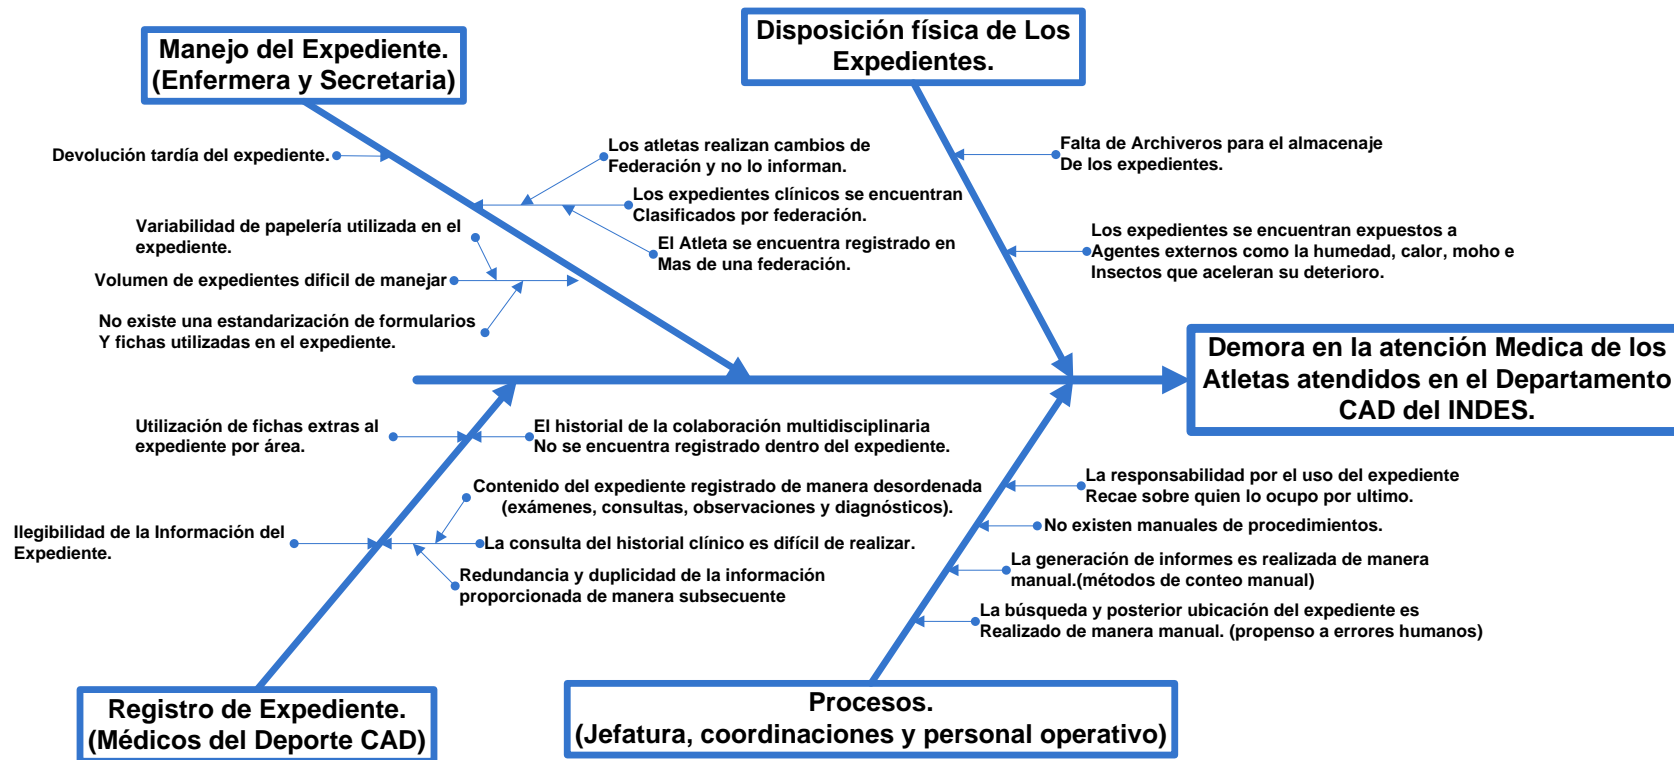 Manejo del Expediente.
(Enfermera y Secretaria)
Disposición física de Los
Expedientes.
Devolución tardía del expediente.
Los atletas realizan cambios de
Federación y no lo informan.
Los expedientes clínicos se encuentran
Clasificados por federación.
El Atleta se encuentra registrado en
Mas de una federación.
Variabilidad de papelería utilizada en el
expediente.
Volumen de expedientes dificil de manejar
No existe una estandarización de formularios
Y fichas utilizadas en el expediente.
Falta de Archiveros para el almacenaje
De los expedientes.
Los expedientes se encuentran expuestos a
Agentes externos como la humedad, calor, moho e
Insectos que aceleran su deterioro.
Demora en la atención Medica de los
Atletas atendidos en el Departamento
CAD del INDES.
Utilización de fichas extras al
expediente por área.
El historial de la colaboración multidisciplinaria
No se encuentra registrado dentro del expediente.
Contenido del expediente registrado de manera desordenada
(exámenes, consultas, observaciones y diagnósticos).
Ilegibilidad de la Información del
Expediente.
La consulta del historial clínico es difícil de realizar.
Redundancia y duplicidad de la información
proporcionada de manera subsecuente
La responsabilidad por el uso del expediente
Recae sobre quien lo ocupo por ultimo.
No existen manuales de procedimientos.
La generación de informes es realizada de manera
manual.(métodos de conteo manual)
La búsqueda y posterior ubicación del expediente es
Realizado de manera manual. (propenso a errores humanos)
Registro de Expediente.
(Médicos del Deporte CAD)
Procesos.
(Jefatura, coordinaciones y personal operativo)